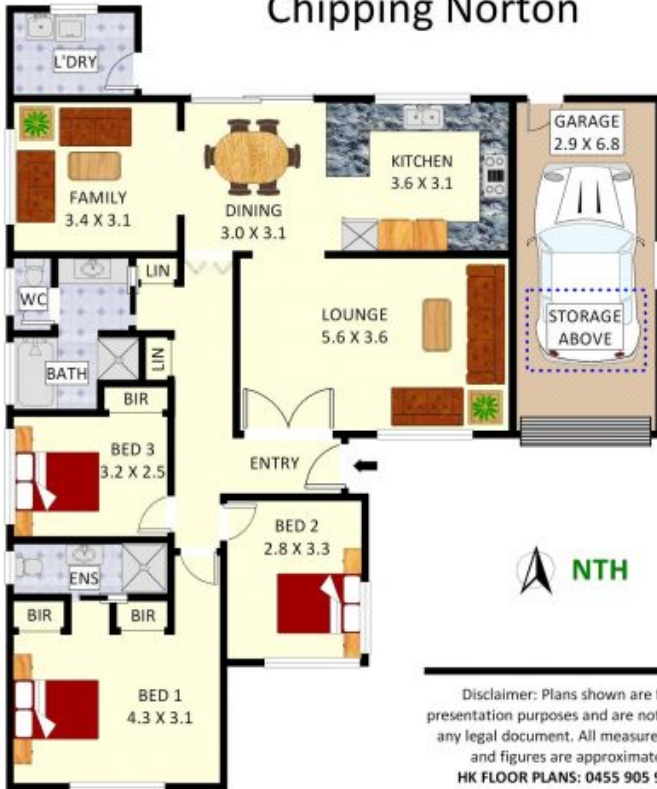 Chipping Norton
L'DRY
GARAGE
2.9 X 6.8
KITCHEN
3.6 X 3.1
FAMILY
3.4 X 3.1
DINING
3.0 X 3.1
LIN
WC
LOUNGE
5.6 X 3.6
STORAGE
ABOVE
LIN
BATH
BIR
BED 3
3.2 X 2.5
ENTRY
BED 2
2.8 X 3.3
NTH
ENS
BIR
BIR
BED 1
4.3 X 3.1
Disclaimer: Plans shown are
presentation purposes and are not
any legal document. All
and figures are
HK FLOOR PLANS: 0455 905